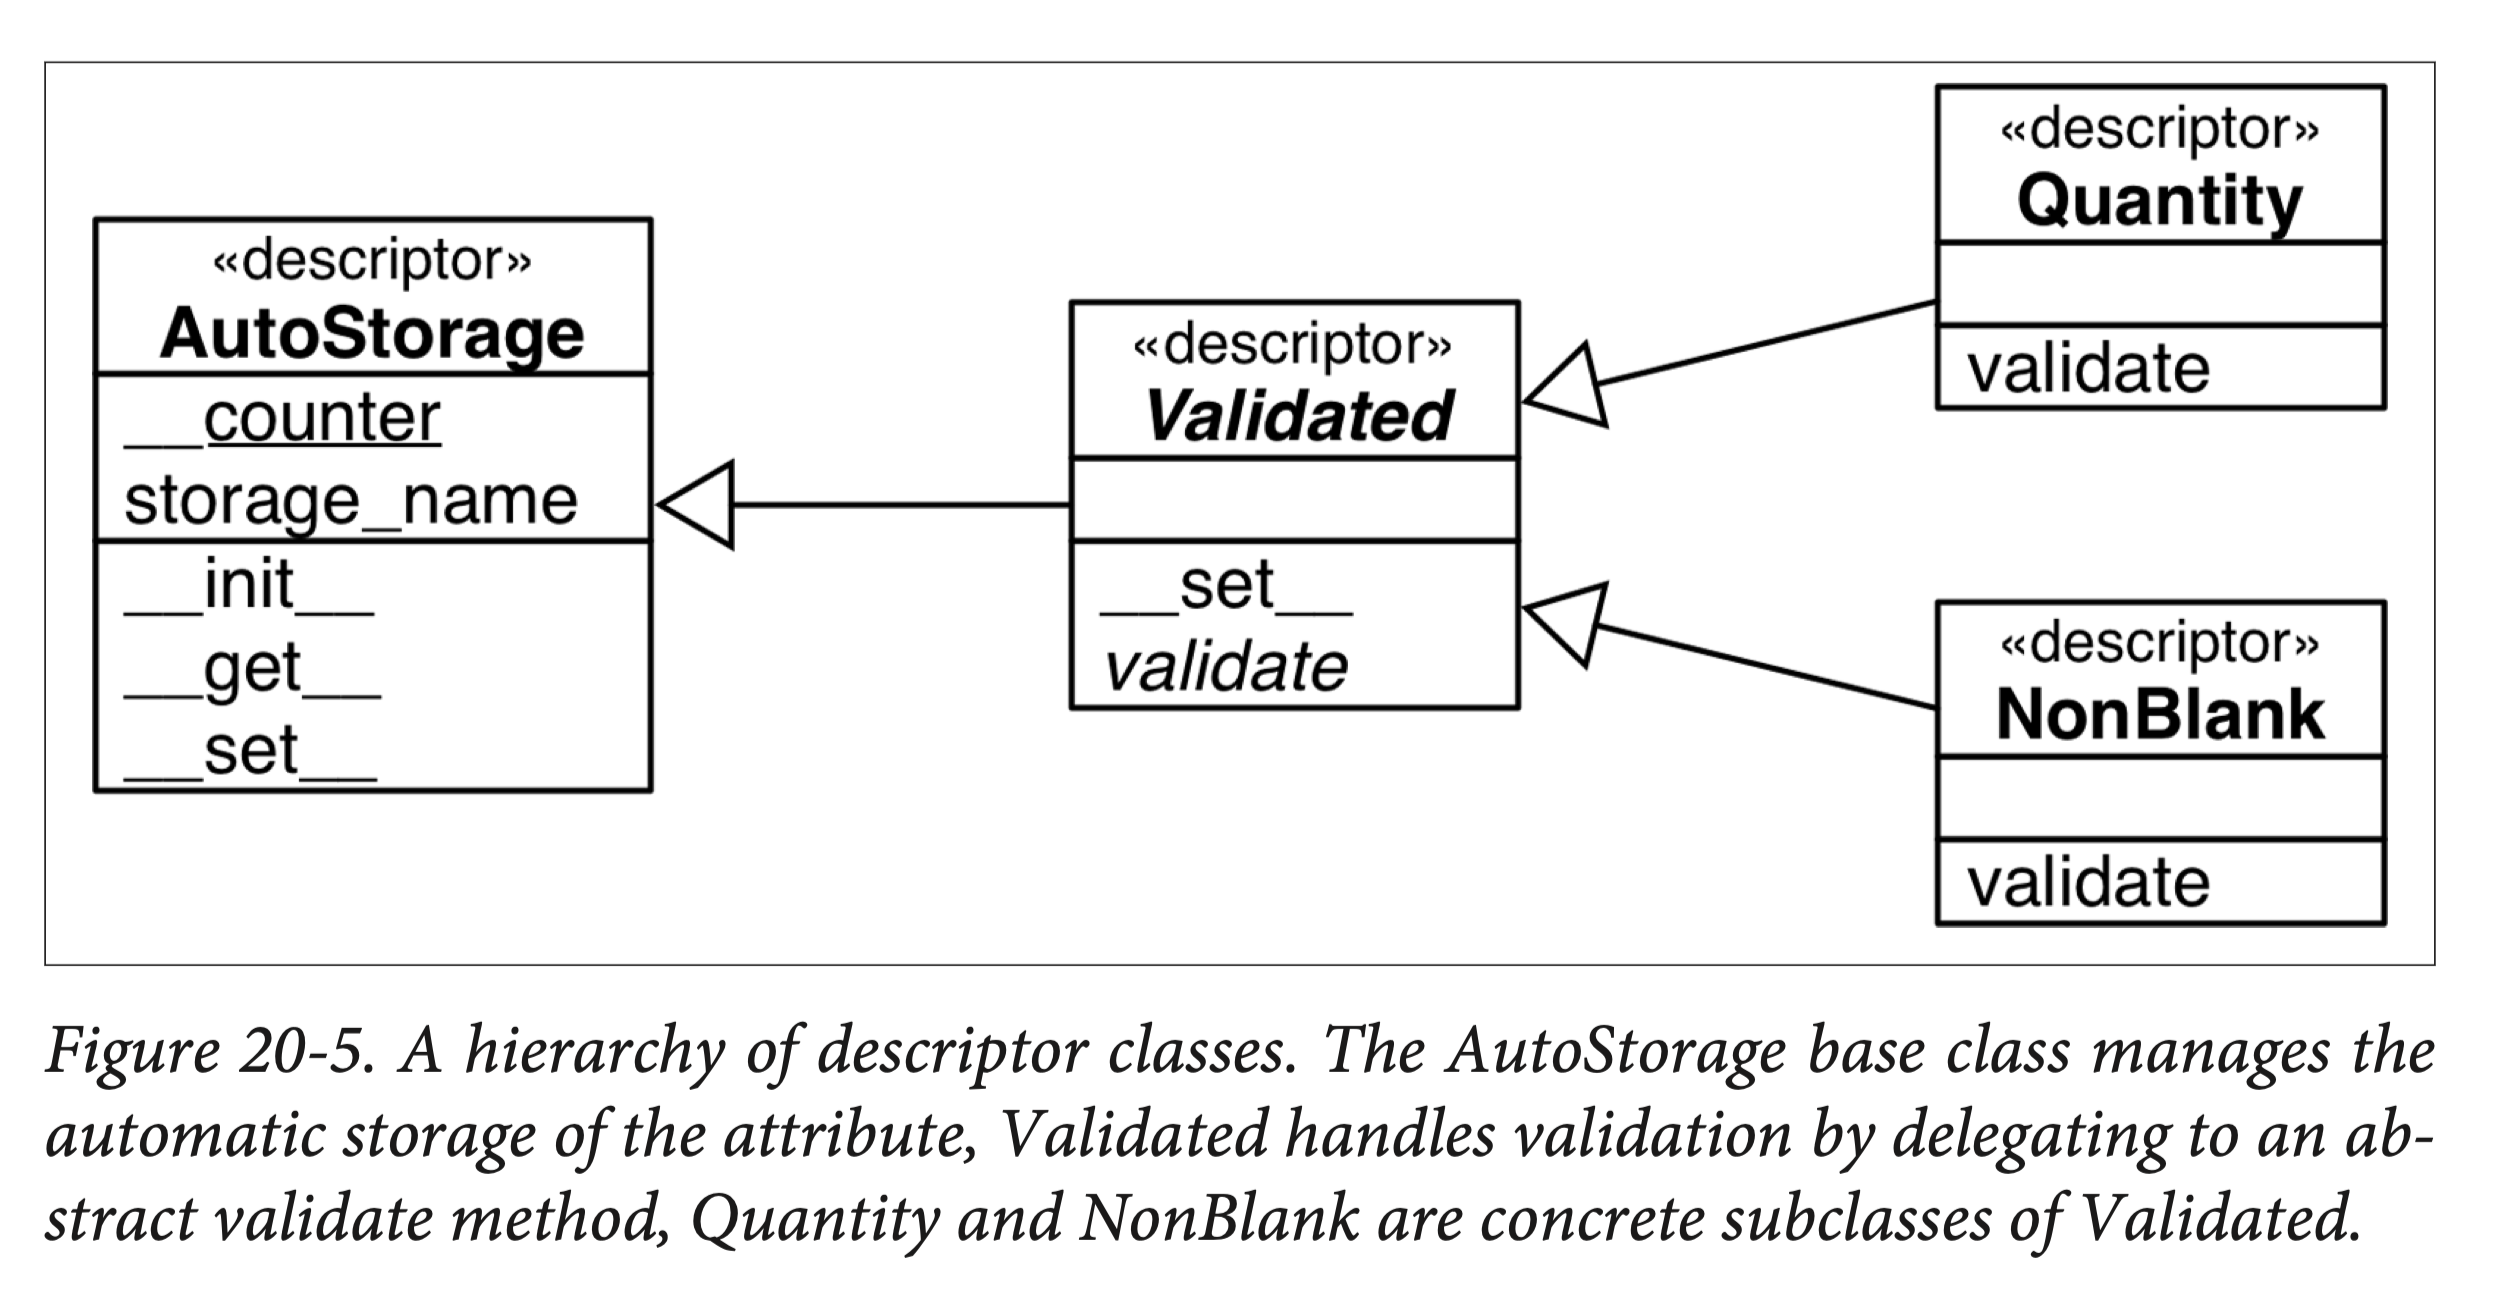 «descriptor»
AutoStorage
__counter
storage_name
__init__
__get__
__set__
«descriptor»
Validated
__set__
validate
«descriptor»
Quantity
validate
«descriptor»
NonBlank
validate
Figure 20-5. A hierarchy of descriptor classes. The AutoStorage base class manages the
automatic storage of the attribute, Validated handles validation by delegating to an ab-
stract validate method, Quantity and NonBlank are concrete subclasses of Validated.